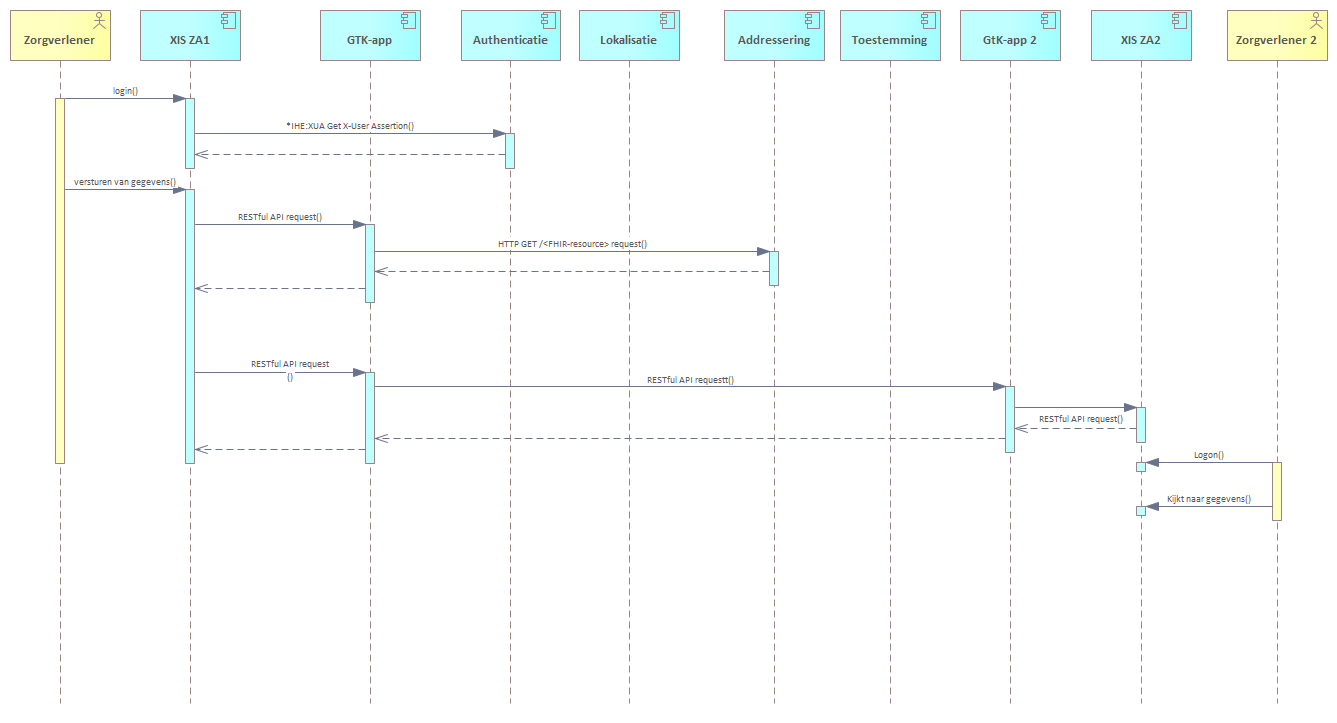 Zorgverlener
XIS ZA1
GTK-app
Authenticatie
Lokalisatie
Addressering
Toestemming
GtK-app 2
XIS ZA2
Zorgverlener 2
login()
*IHE:XUA Get X-User Assertion()
versturen van gegevens()
RESTful API request()
HTTP GET /<FHIR-resource> request()
RESTful API request
()
RESTful API requestt()
RESTful API request()
Logon()
Kijkt naar gegevens()